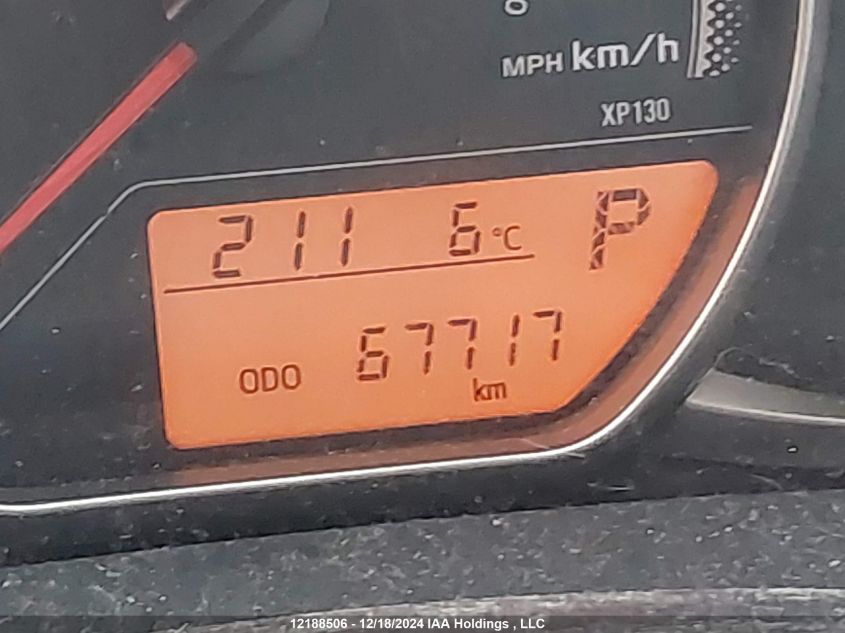 MPH km/h
XP130
211 6°C P
ODO 67717
km
12188506 - 12/18/2024 IAA Holdings , LLC